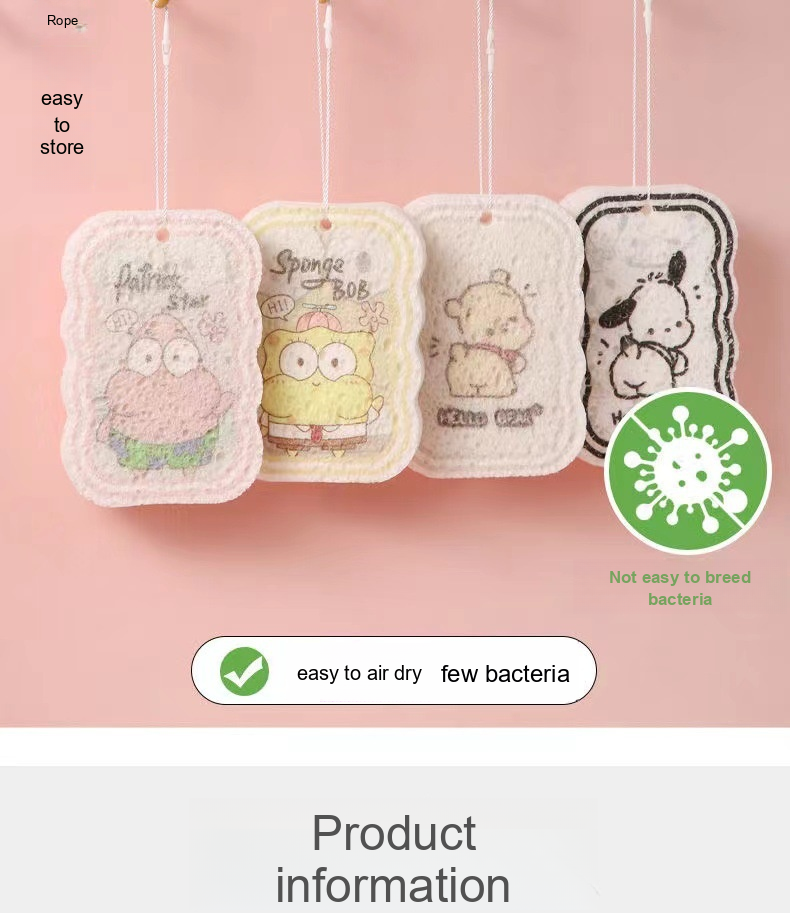 Rope
easy
to
store
Patrick
Star
HI!
Sponge
BOB
HI!
HELLO BEAR
H
Not easy to breed
bacteria
easy to air dry few bacteria
Product
information